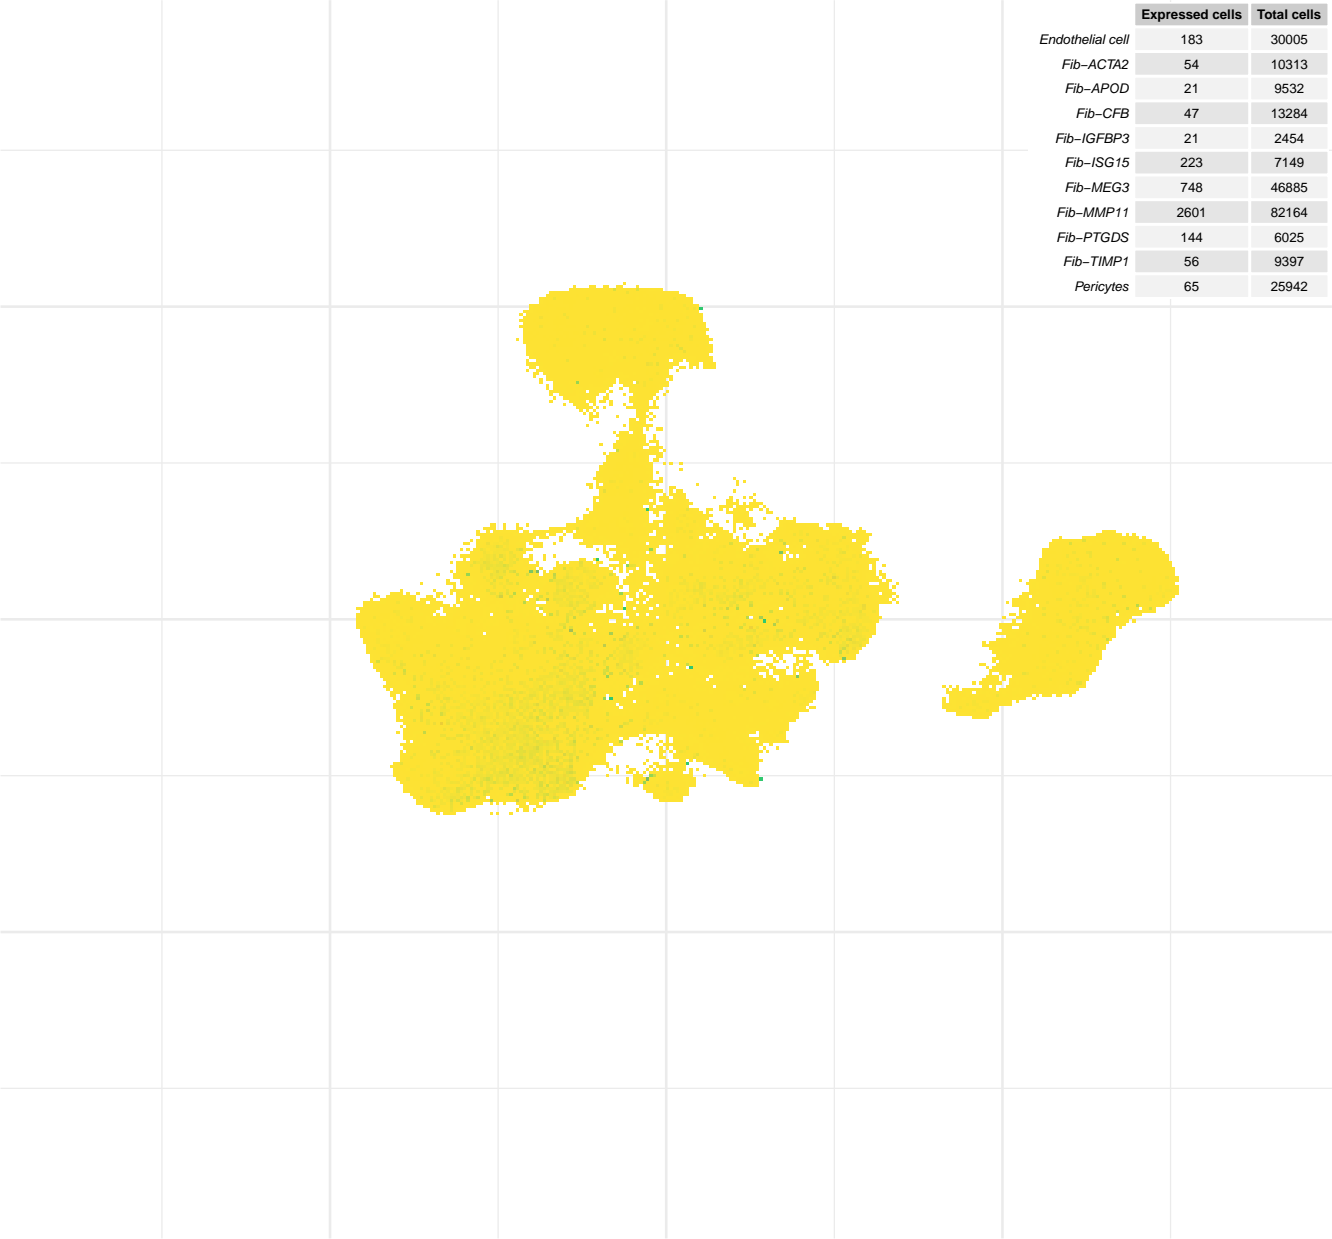 Expressed cells Total cells
Endothelial cell 183 30005
Fib−ACTA2 54 10313
Fib−APOD 21 9532
Fib−CFB 47 13284
Fib−IGFBP3 21 2454
Fib−ISG15 223 7149
Fib−MEG3 748 46885
Fib−MMP11 2601 82164
Fib−PTGDS 144 6025
Fib−TIMP1 56 9397
Pericytes 65 25942